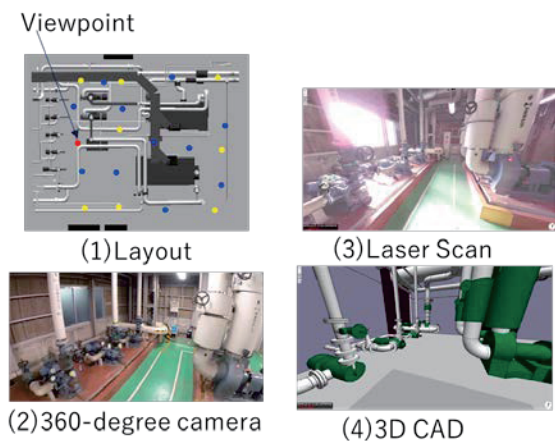 Viewpoint
(1)Layout
(3)Laser Scan
(2)360-degree camera
(4)3D CAD